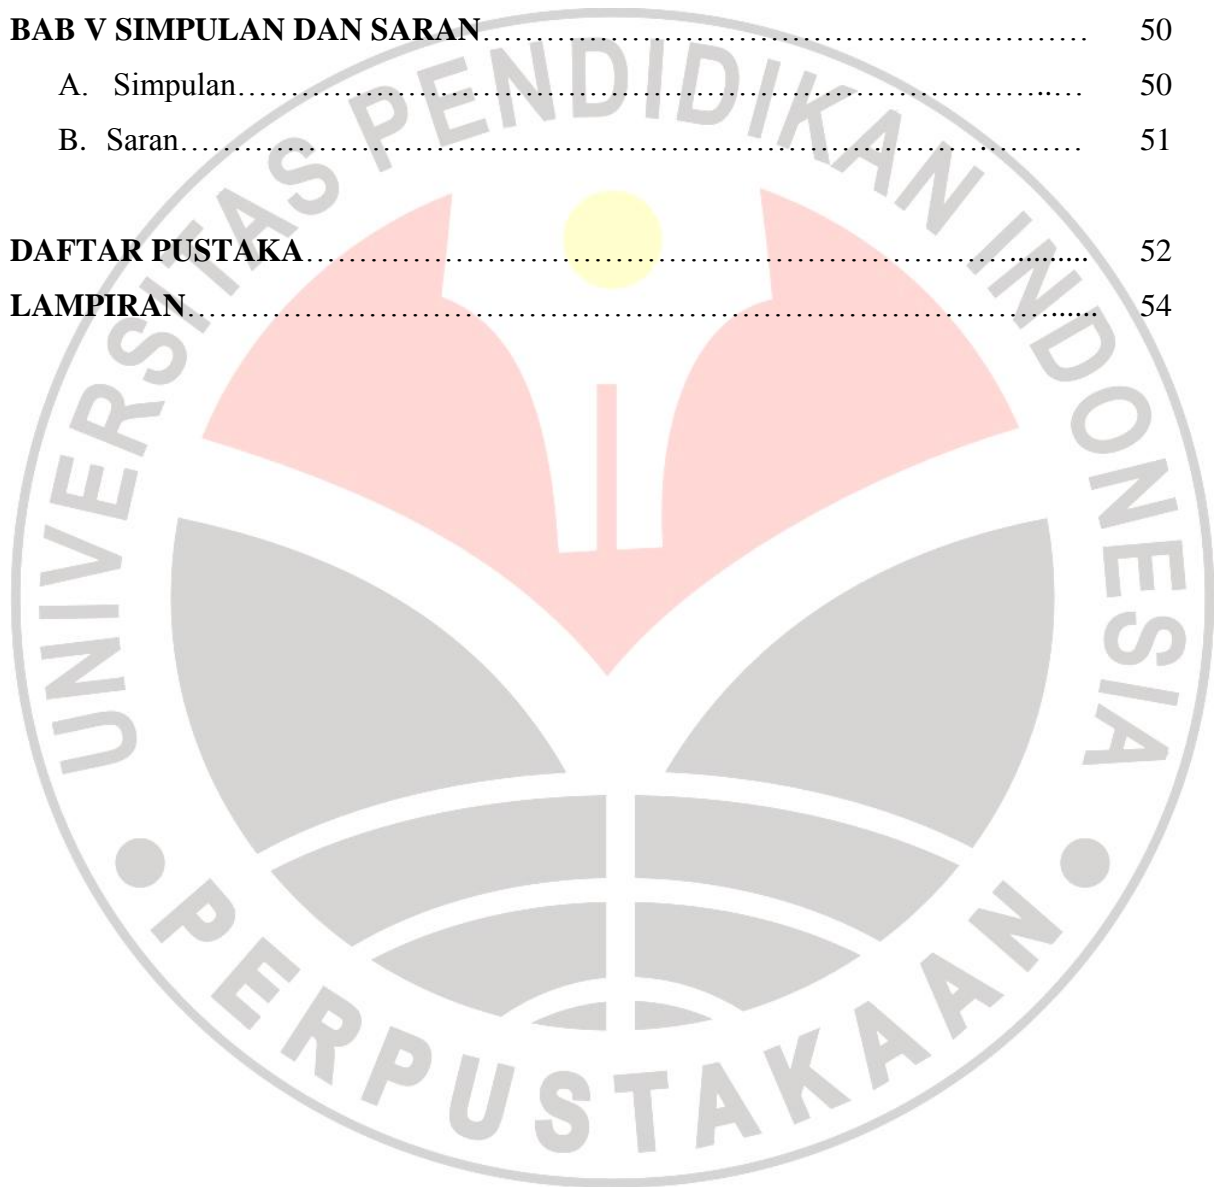 BAB V SIMPULAN DAN SARAN……………………………………………… 50
A. Simpulan…………………………………………………………………..… 50
B. Saran………………………………………………………………….……… 51
DAFTAR PUSTAKA………………………………………………………….......... 52
LAMPIRAN……………………………………………………………………...... 54
UNIVERSITAS PENDIDIKAN INDONESIA
PERPUSTAKAAN